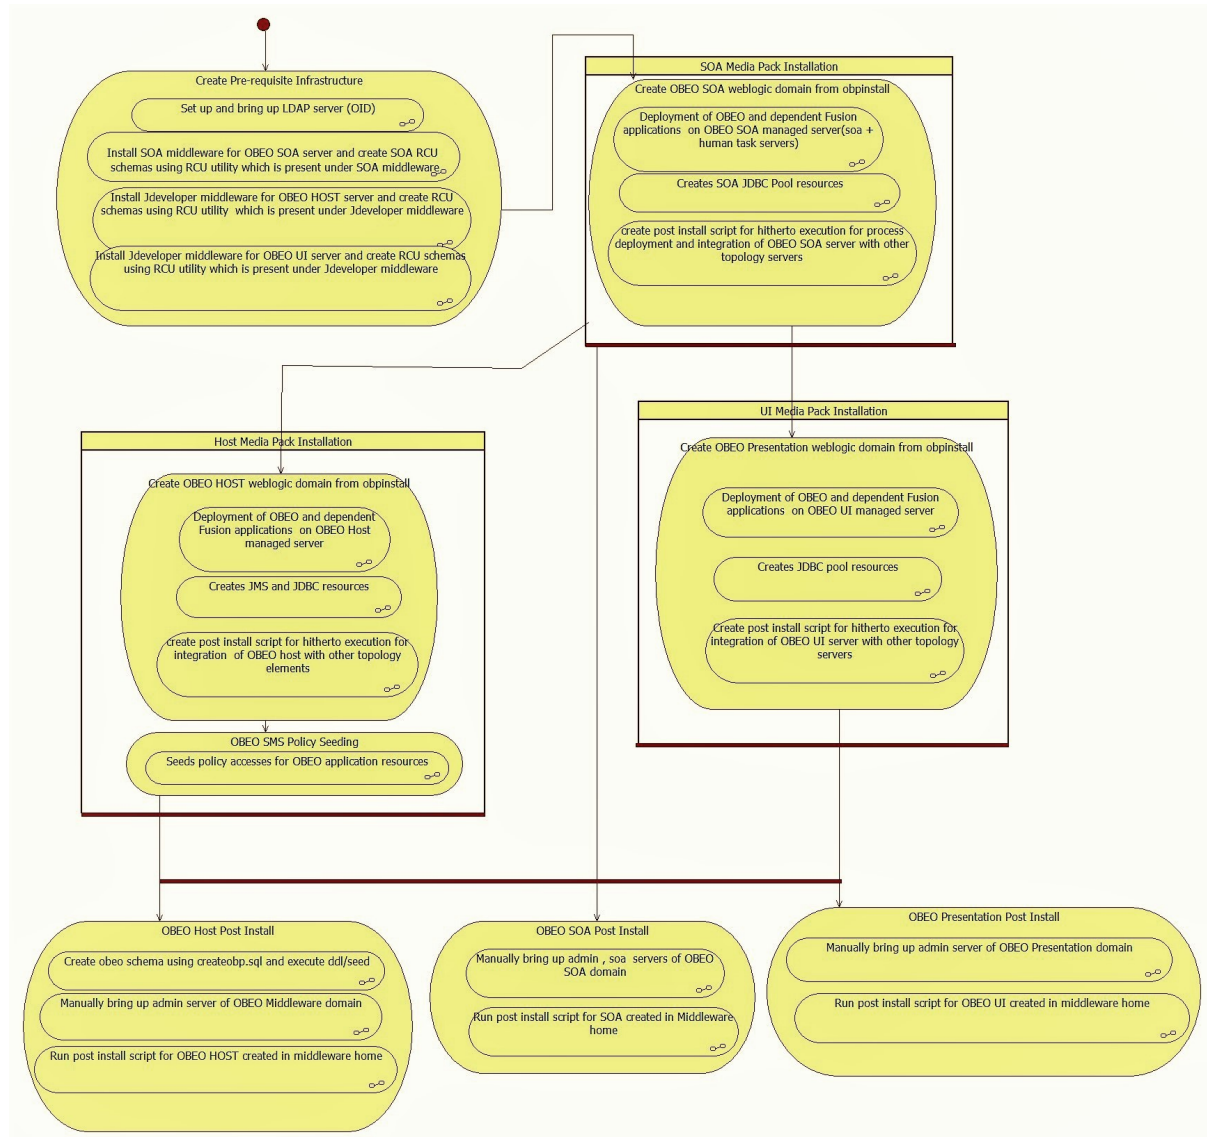 Create Pre-requisite Infrastructure
Set up and bring up LDAP server (OID)
Install SOA middleware for OBEO SOA server and create SOA RCU
schemas using RCU utility which is present under SOA middleware
Install Jdeveloper middleware for OBEO HOST server and create RCU
schemas using RCU utility which is present under Jdeveloper middleware
Install Jdeveloper middleware for OBEO UI server and create RCU schemas
using RCU utility which is present under Jdeveloper middleware
SOA Media Pack Installation
Create OBEO SOA weblogic domain from obpinstall
Deployment of OBEO and dependent Fusion
applications on OBEO SOA managed server(soa +
human task servers)
Creates SOA JDBC Pool resources
create post install script for hitherto execution for process
deployment and integration of OBEO SOA server with other
topology servers
Host Media Pack Installation
Create OBEO HOST weblogic domain from obpinstall
Deployment of OBEO and dependent
Fusion applications on OBEO Host
managed server
Creates JMS and JDBC resources
create post install script for hitherto execution for
integration of OBEO host with other topology
elements
OBEO SMS Policy Seeding
Seeds policy accesses for OBEO application resources
UI Media Pack Installation
Create OBEO Presentation weblogic domain from obpinstall
Deployment of OBEO and dependent Fusion
applications on OBEO UI managed server
Creates JDBC pool resources
Create post install script for hitherto execution for
integration of OBEO UI server with other topology
servers
OBEO Host Post Install
Create obeo schema using createobp.sql and execute ddl/seed
Manually bring up admin server of OBEO Middleware domain
Run post install script for OBEO HOST created in middleware home
OBEO SOA Post Install
Manually bring up admin , soa servers of OBEO
SOA domain
Run post install script for SOA created in Middleware
home
OBEO Presentation Post Install
Manually bring up admin server of OBEO Presentation domain
Run post install script for OBEO UI created in middleware home